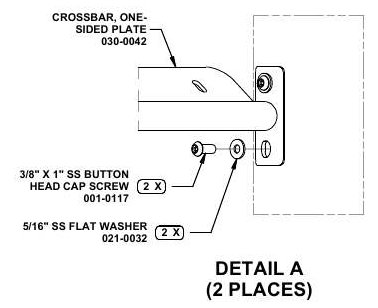 CROSSBAR, ONE-
SIDED PLATE
030-0042
3/8" X 1" SS BUTTON
HEAD CAP SCREW 2 X
001-0117
5/16" SS FLAT WASHER 2 X
021-0032
DETAIL A
(2 PLACES)